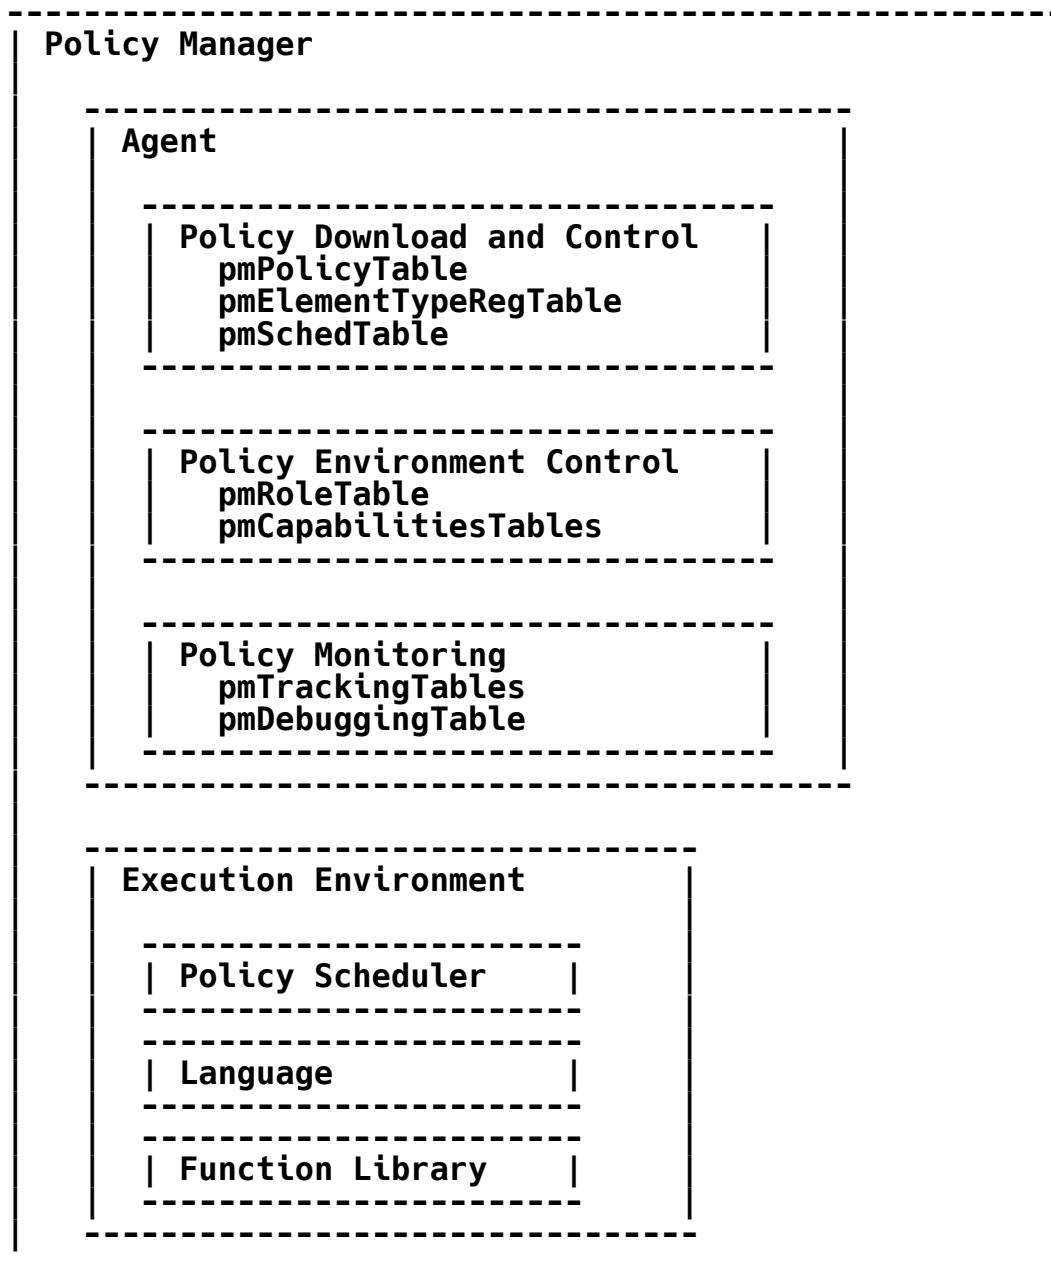 Policy Manager
Agent
Policy Download and Control
pmPolicyTable
pmElementTypeRegTable
pmSchedTable
Policy Environment Control
pmRoleTable
pmCapabilitiesTables
Policy Monitoring
pmTrackingTables
pmDebuggingTable
Execution Environment
Policy Scheduler
Language
Function Library